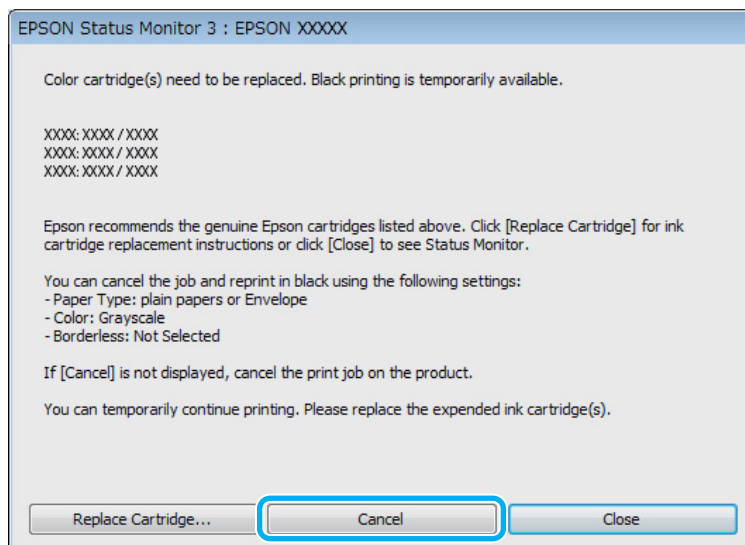 EPSON Status Monitor 3 : EPSON XXXXX
Color cartridge(s) need to be replaced. Black printing is temporarily available.
XXXX: XXXX / XXXX
XXXX: XXXX / XXXX
XXXX: XXXX / XXXX
Epson recommends the genuine Epson cartridges listed above. Click [Replace Cartridge] for ink
cartridge replacement instructions or click [Close] to see Status Monitor.
You can cancel the job and reprint in black using the following settings:
- Paper Type: plain papers or Envelope
- Color: Grayscale
- Borderless: Not Selected
If [Cancel] is not displayed, cancel the print job on the product.
You can temporarily continue printing. Please replace the expended ink cartridge(s).
Replace Cartridge... Cancel Close